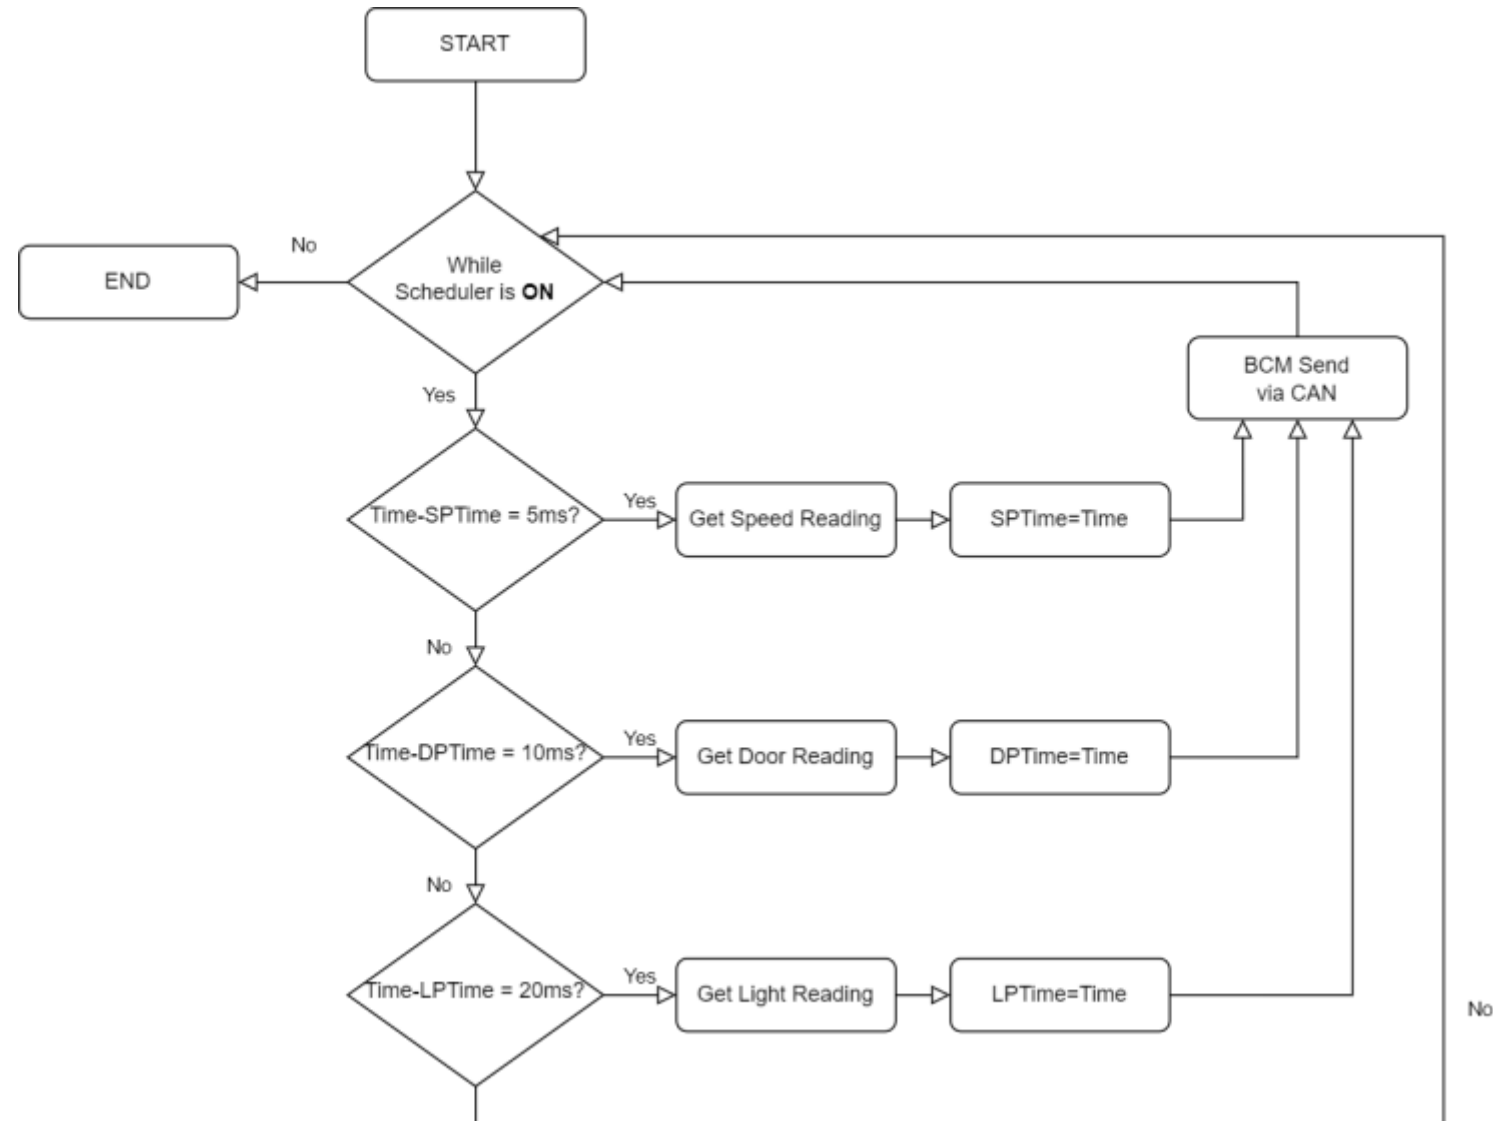 START
No
END
While
Scheduler is ON
BCM Send
via CAN
Yes
Time-SPTime = 5ms?
Yes
Get Speed Reading
SPTime=Time
No
Time-DPTime = 10ms?
Yes
Get Door Reading
DPTime=Time
No
Time-LPTime = 20ms?
Yes
Get Light Reading
LPTime=Time
No